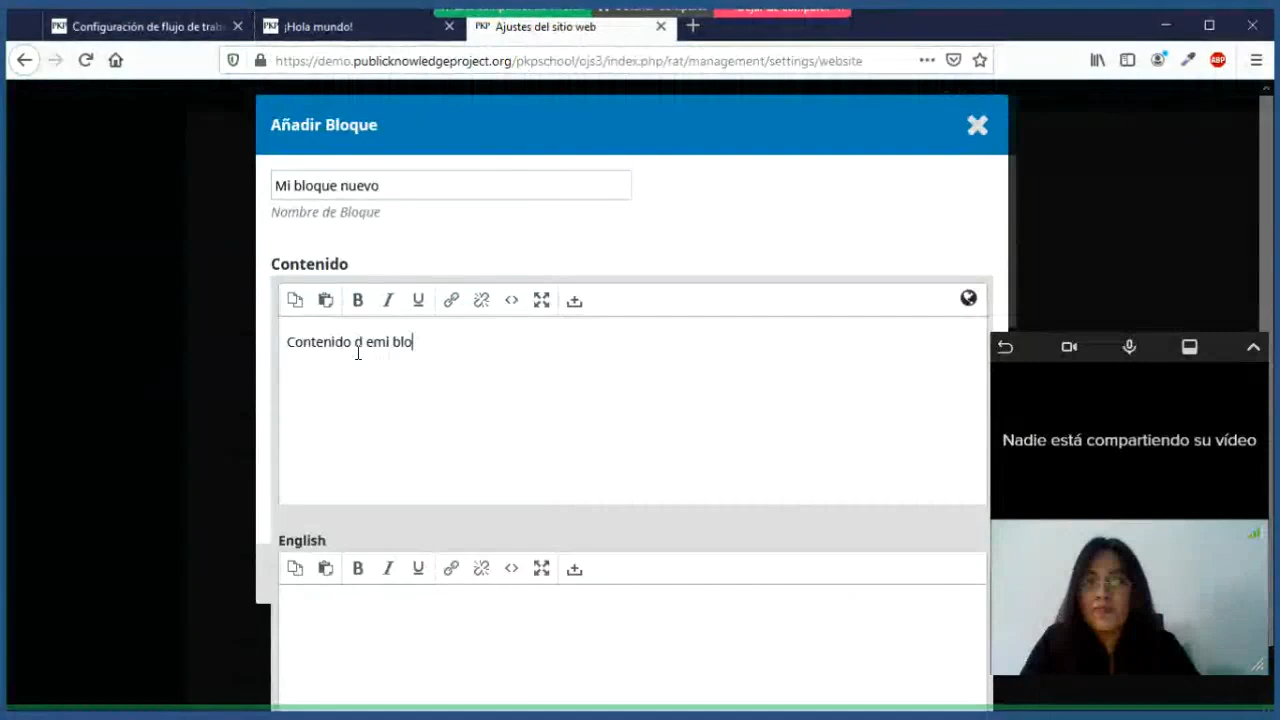 Configuración de flujo de trab
¡Hola mundo!
Ajustes del sitio web
https://demo.publicknowledgeproject.org/pkpschool/ojs3/index.php/rat/management/settings/website
ABP
Añadir Bloque
Mi bloque nuevo
Nombre de Bloque
Contenido
B I U
Contenido d emi blo
Nadie está compartiendo su vídeo
English
B I U